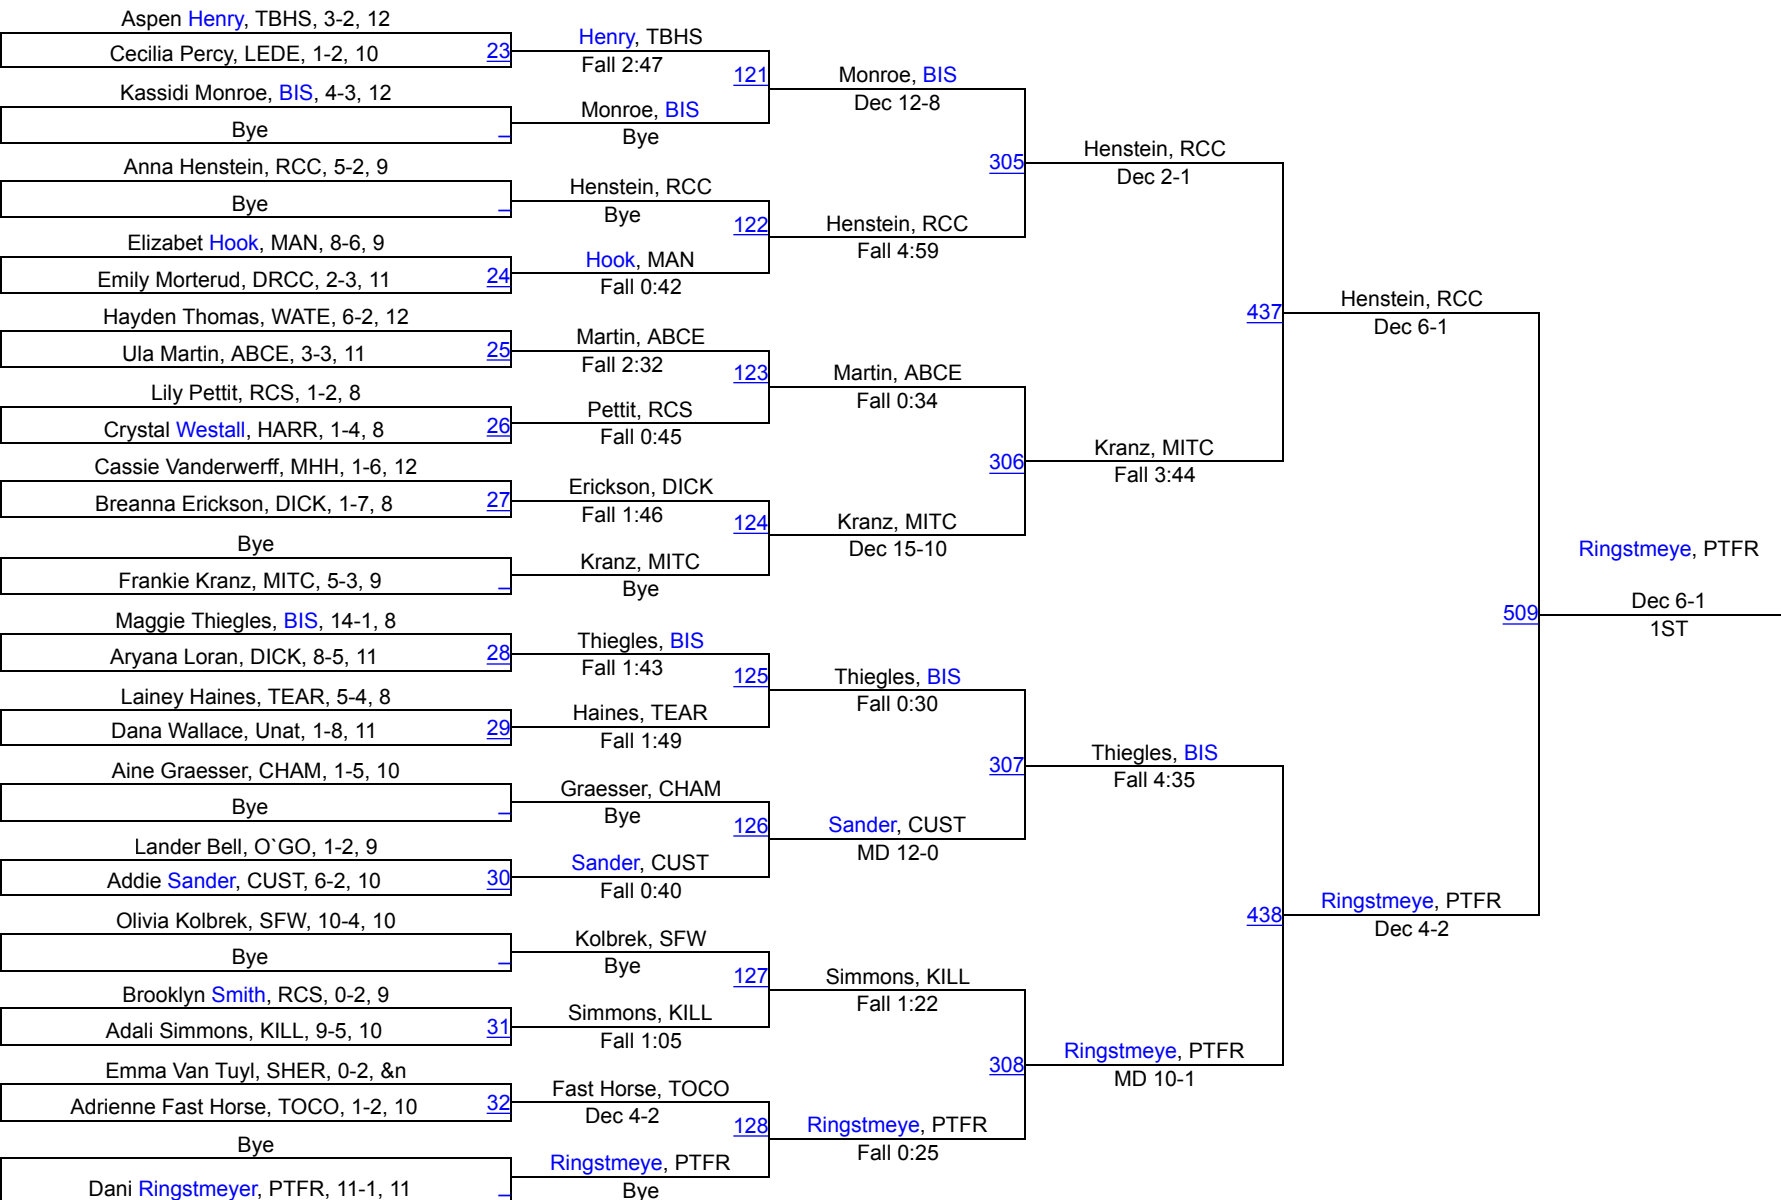 Aspen Henry, TBHS, 3-2, 12
Cecilia Percy, LEDE, 1-2, 10
23
Kassidi Monroe, BIS, 4-3, 12
Bye
Anna Henstein, RCC, 5-2, 9
Bye
Elizabet Hook, MAN, 8-6, 9
Emily Morterud, DRCC, 2-3, 11
24
Hayden Thomas, WATE, 6-2, 12
Ula Martin, ABCE, 3-3, 11
25
Lily Pettit, RCS, 1-2, 8
Crystal Westall, HARR, 1-4, 8
26
Cassie Vanderwerff, MHH, 1-6, 12
Breanna Erickson, DICK, 1-7, 8
27
Bye
Frankie Kranz, MITC, 5-3, 9
Maggie Thiegles, BIS, 14-1, 8
Aryana Loran, DICK, 8-5, 11
28
Lainey Haines, TEAR, 5-4, 8
Dana Wallace, Unat, 1-8, 11
29
Aine Graesser, CHAM, 1-5, 10
Bye
Lander Bell, O`GO, 1-2, 9
Addie Sander, CUST, 6-2, 10
30
Olivia Kolbrek, SFW, 10-4, 10
Bye
Brooklyn Smith, RCS, 0-2, 9
Adali Simmons, KILL, 9-5, 10
31
Emma Van Tuyl, SHER, 0-2, &n
Adrienne Fast Horse, TOCO, 1-2, 10
32
Bye
Dani Ringstmeyer, PTFR, 11-1, 11
Henry, TBHS
Fall 2:47
121
Monroe, BIS
Bye
Henstein, RCC
Bye
122
Hook, MAN
Fall 0:42
Martin, ABCE
Fall 2:32
123
Pettit, RCS
Fall 0:45
Erickson, DICK
Fall 1:46
124
Kranz, MITC
Bye
Thiegles, BIS
Fall 1:43
125
Haines, TEAR
Fall 1:49
Graesser, CHAM
Bye
126
Sander, CUST
Fall 0:40
Kolbrek, SFW
Bye
127
Simmons, KILL
Fall 1:05
Fast Horse, TOCO
Dec 4-2
128
Ringstmeye, PTFR
Bye
Monroe, BIS
Dec 12-8
305
Henstein, RCC
Fall 4:59
Martin, ABCE
Fall 0:34
306
Kranz, MITC
Dec 15-10
Thiegles, BIS
Fall 0:30
307
Sander, CUST
MD 12-0
Simmons, KILL
Fall 1:22
308
Ringstmeye, PTFR
Fall 0:25
Henstein, RCC
Dec 2-1
437
Kranz, MITC
Fall 3:44
Thiegles, BIS
Fall 4:35
438
Ringstmeye, PTFR
MD 10-1
Henstein, RCC
Dec 6-1
509
Ringstmeye, PTFR
Dec 4-2
Ringstmeye, PTFR
Dec 6-1
1ST